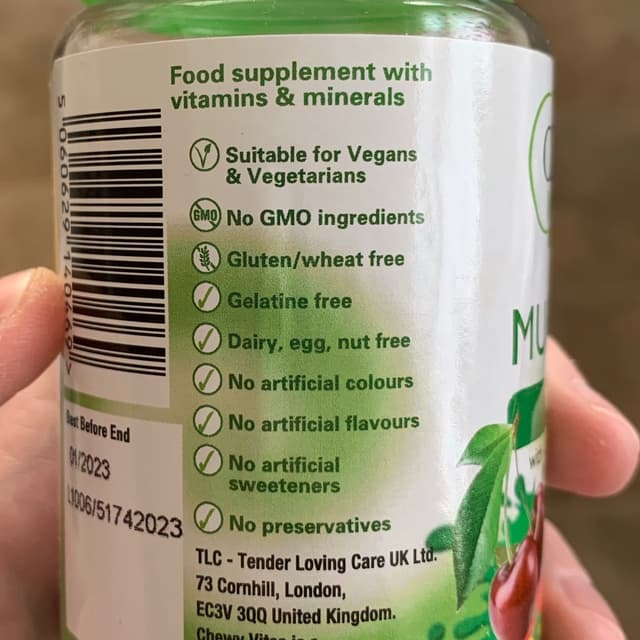 Food supplement with
vitamins & minerals
Suitable for Vegans
& Vegetarians
GMO No GMO ingredients
Gluten/wheat free
Gelatine free
Dairy, egg, nut free
No artificial colours
No artificial flavours
No artificial
sweeteners
No preservatives
TLC - Tender Loving Care UK Ltd.
73 Cornhill, London,
EC3V 3QQ United Kingdom.
Best Before End
01/2023
L1006/51742023
MU